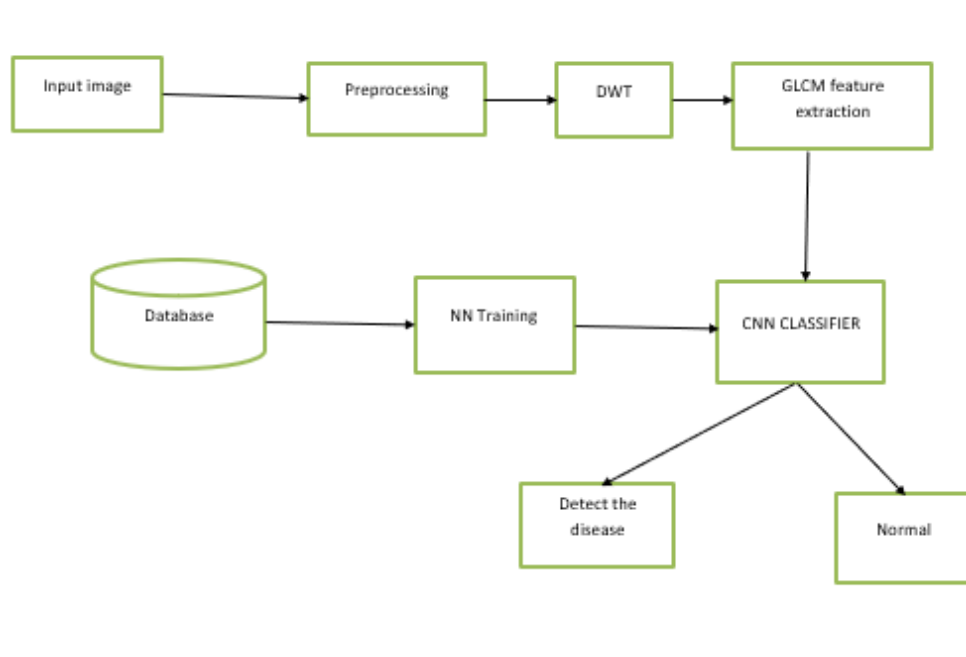 Input image
Preprocessing
DWT
GLCM feature
extraction
Database
NN Training
CNN CLASSIFIER
Detect the
disease
Normal